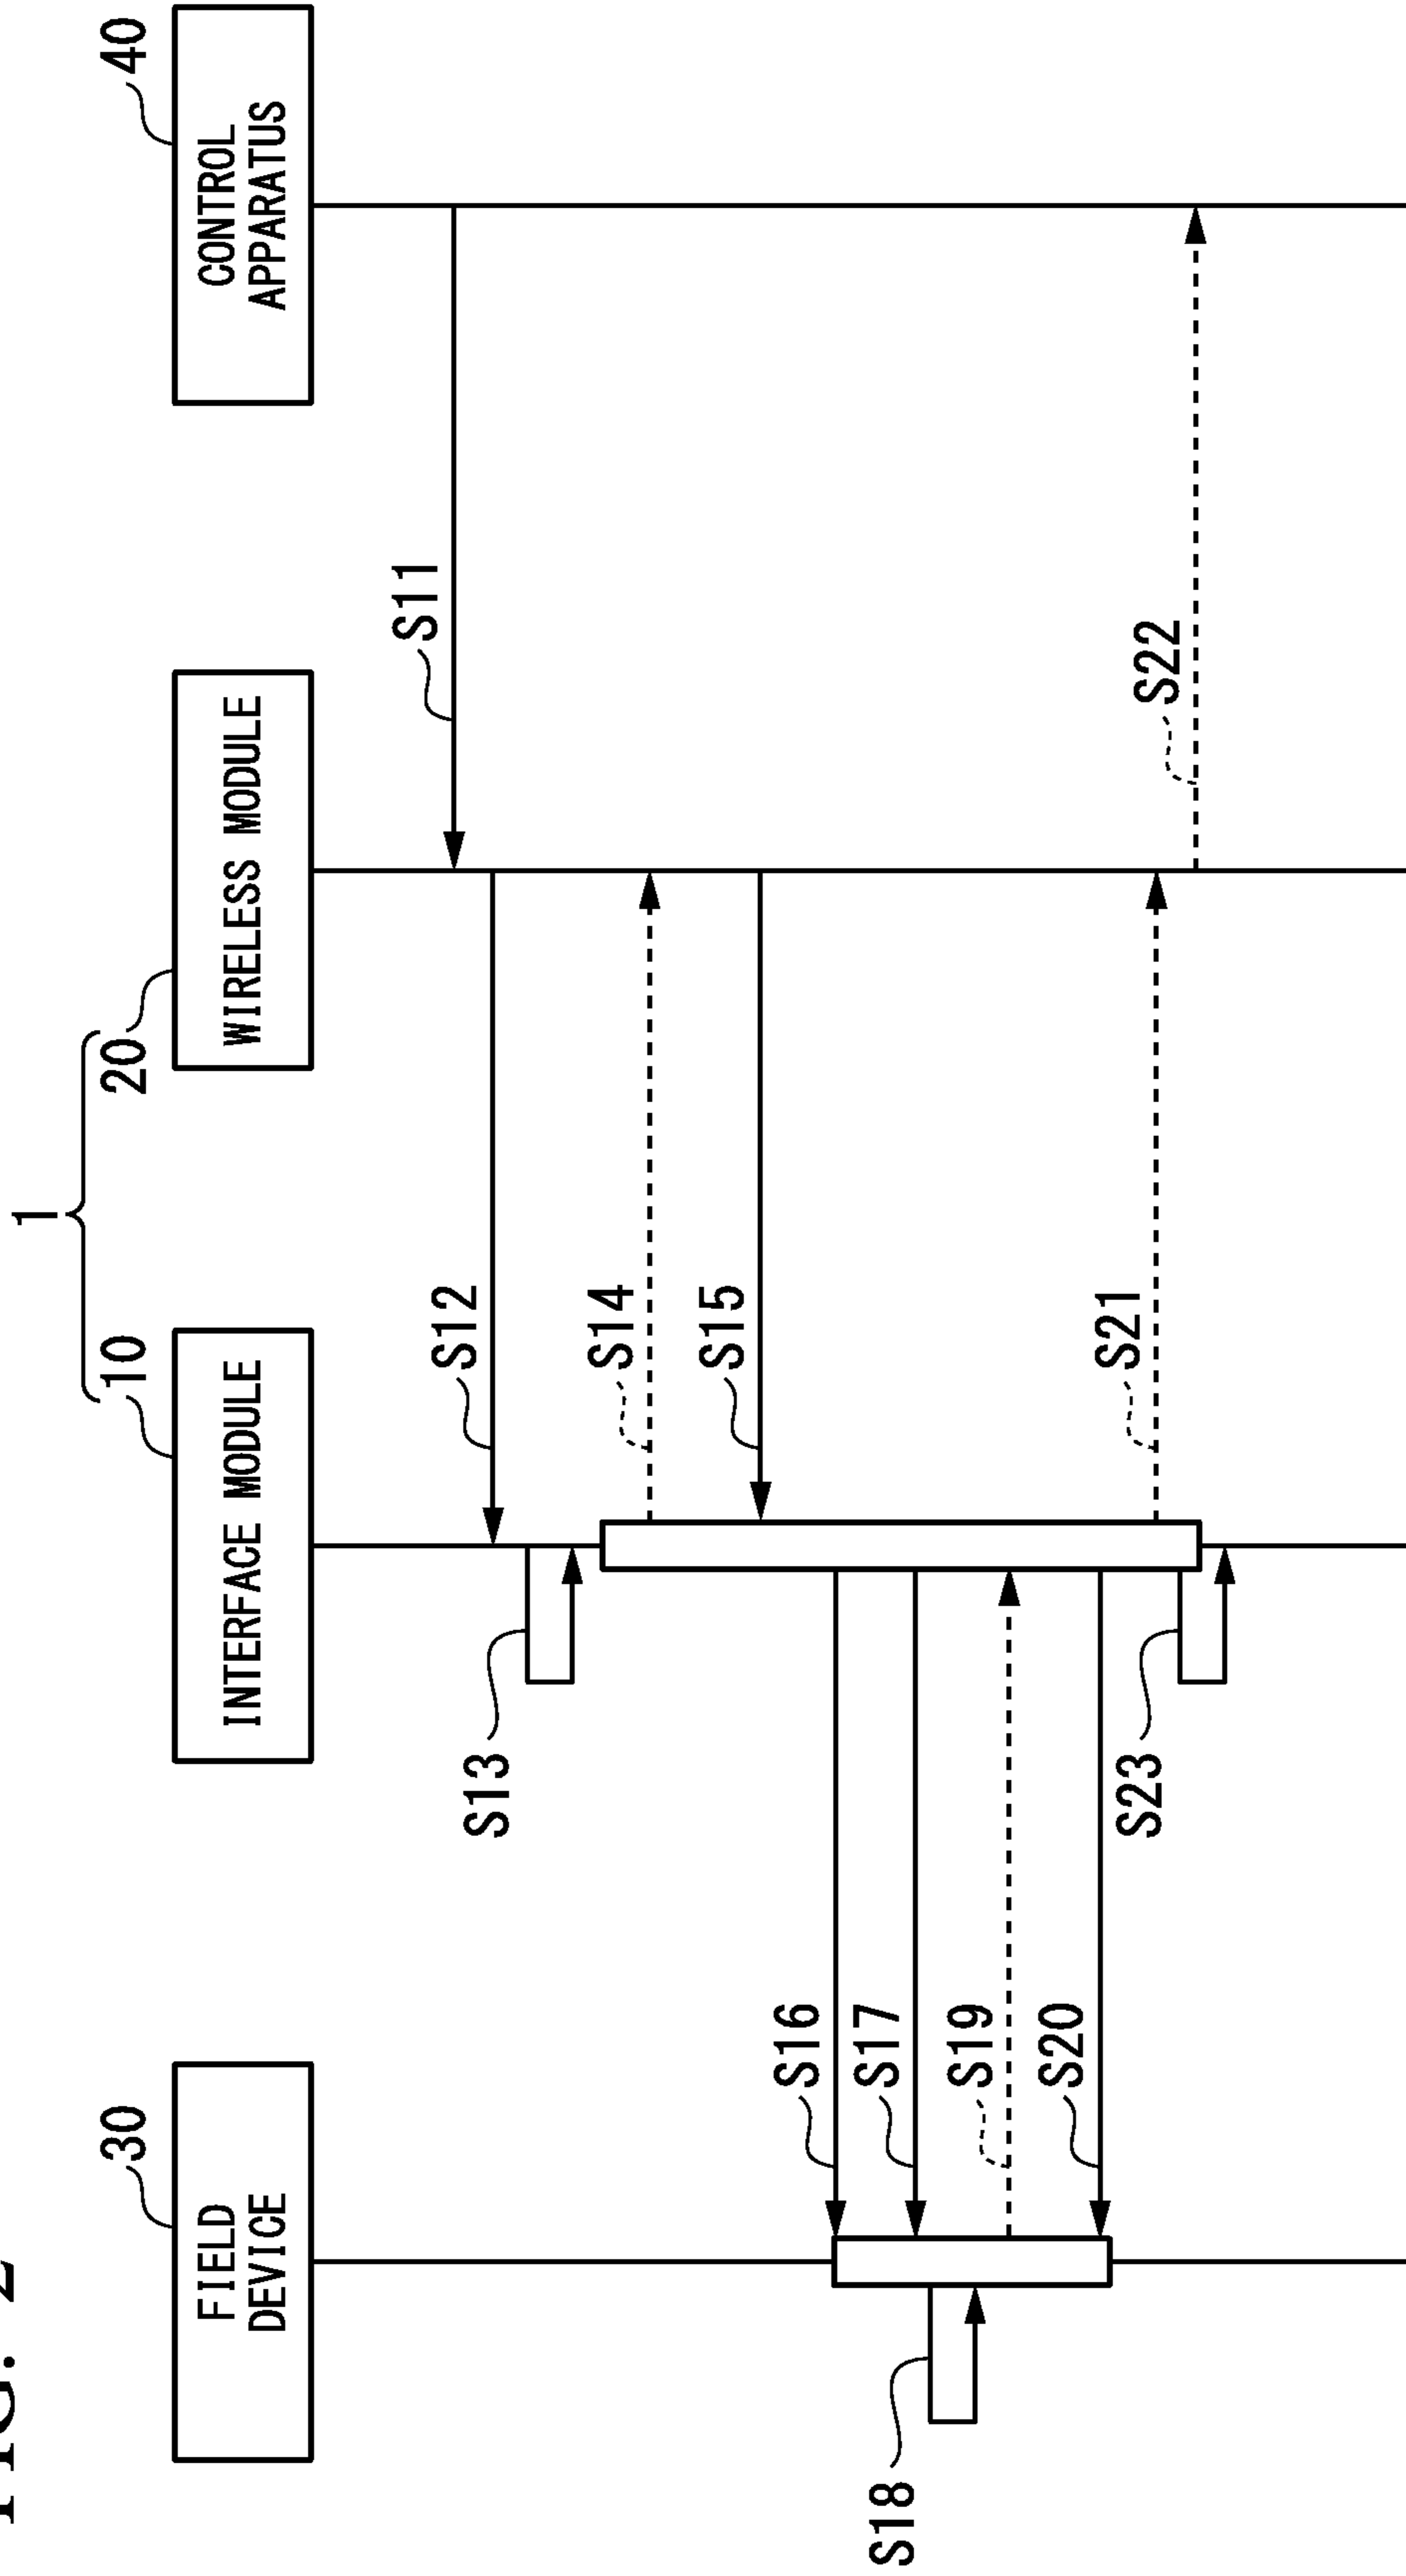 FIG. 2
1
30
10
20
40
FIELD
DEVICE
INTERFACE MODULE
WIRELESS MODULE
CONTROL
APPARATUS
S11
S12
S13
S14
S15
S16
S17
S18
S19
S20
S21
S22
S23